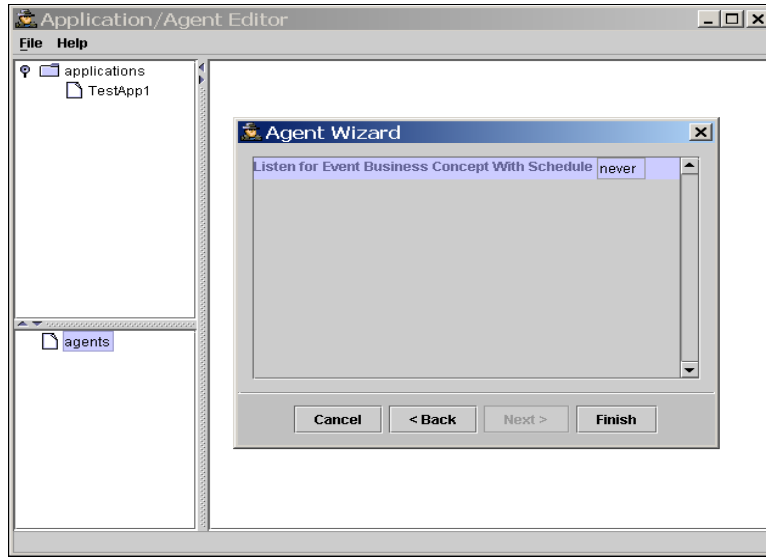 Application/Agent Editor
File Help
applications
TestApp1
agents
Agent Wizard
Listen for Event Business Concept With Schedule never
Cancel < Back Next > Finish